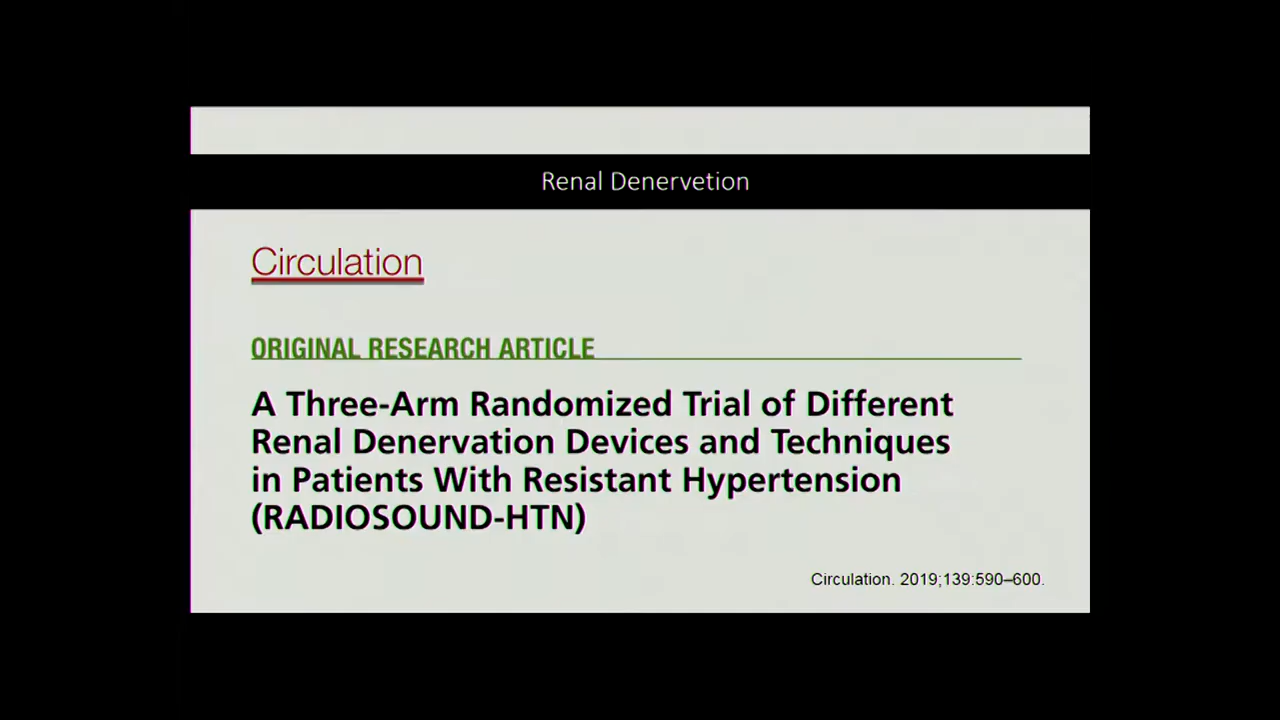 Renal Denervetion
Circulation
ORIGINAL RESEARCH ARTICLE
A Three-Arm Randomized Trial of Different
Renal Denervation Devices and Techniques
in Patients With Resistant Hypertension
(RADIOSOUND-HTN)
Circulation. 2019;139:590–600.